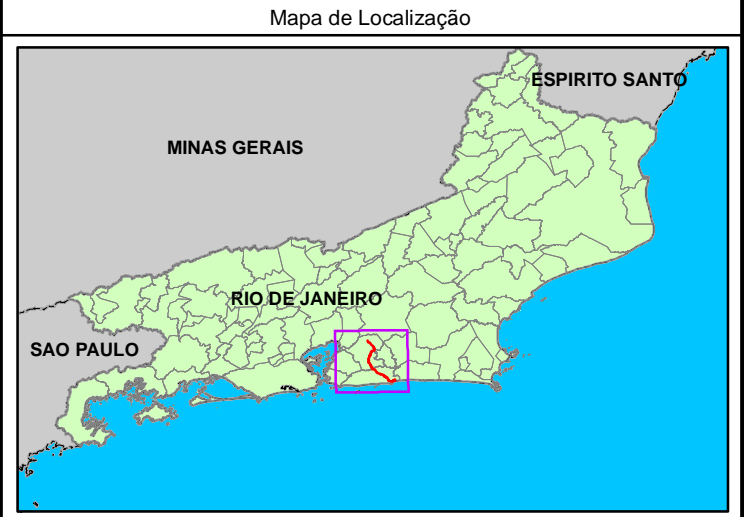 Mapa de Localização
ESPIRITO SANTO
MINAS GERAIS
RIO DE JANEIRO
SAO PAULO